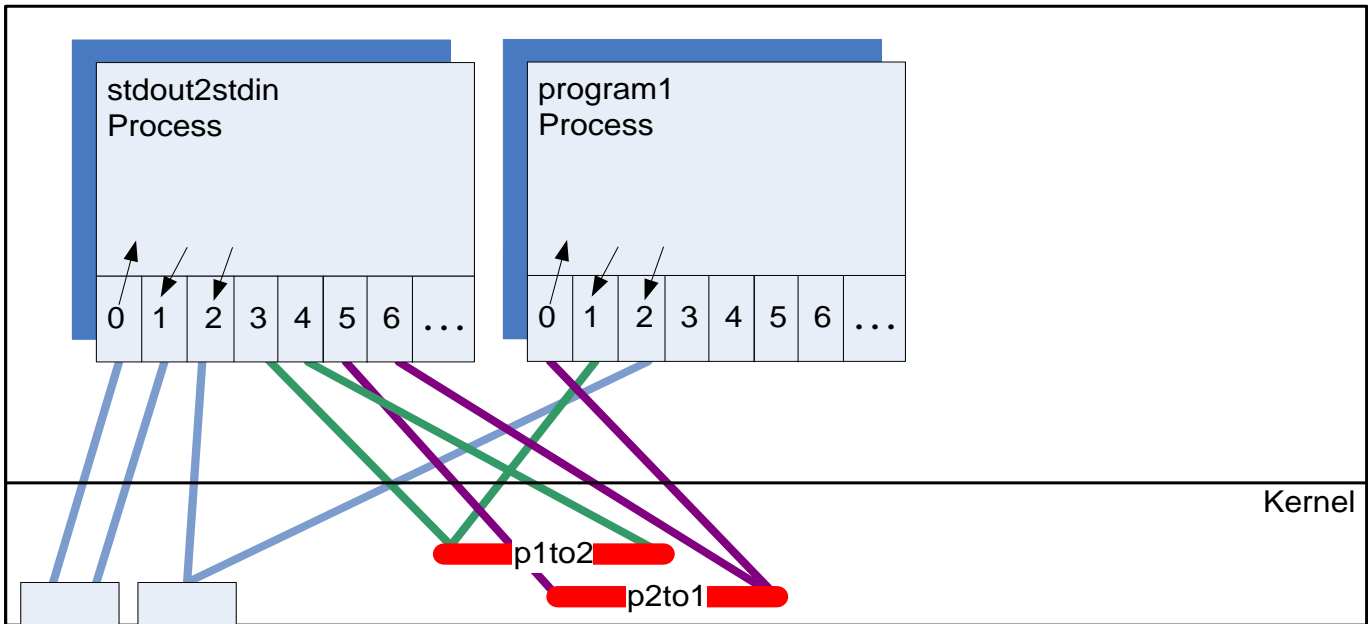 stdout2stdin
Process
0 1 2 3 4 5 6 ...
program1
Process
0 1 2 3 4 5 6 ...
Kernel
p1to2
p2to1